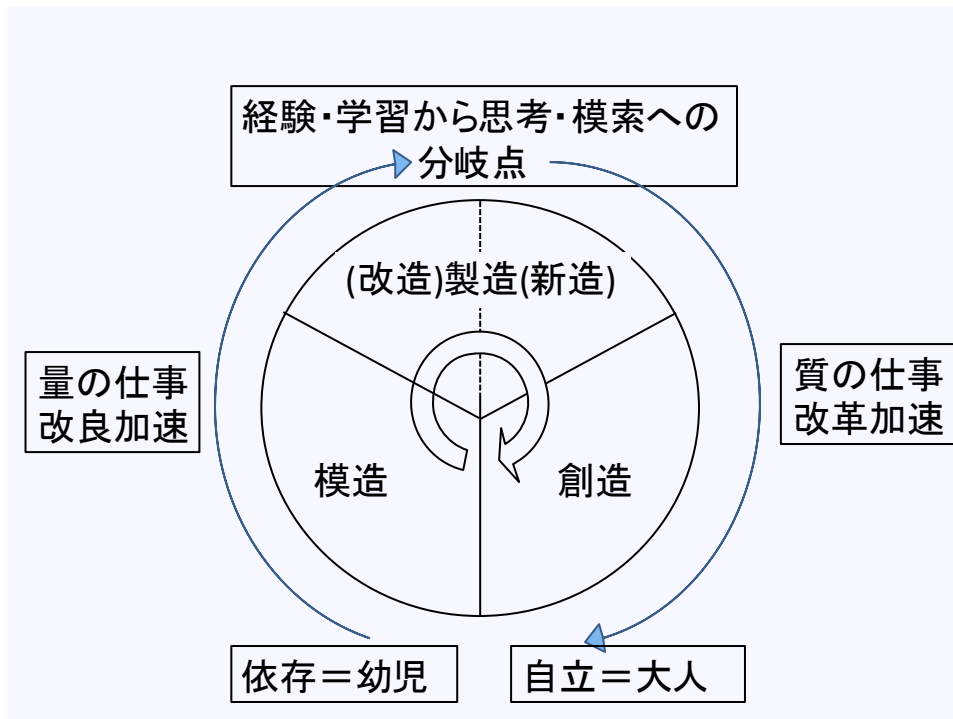 経験・学習から思考・模索への
分岐点
(改造)製造(新造)
量の仕事
改良加速
質の仕事
改革加速
模造
創造
依存＝幼児
自立＝大人